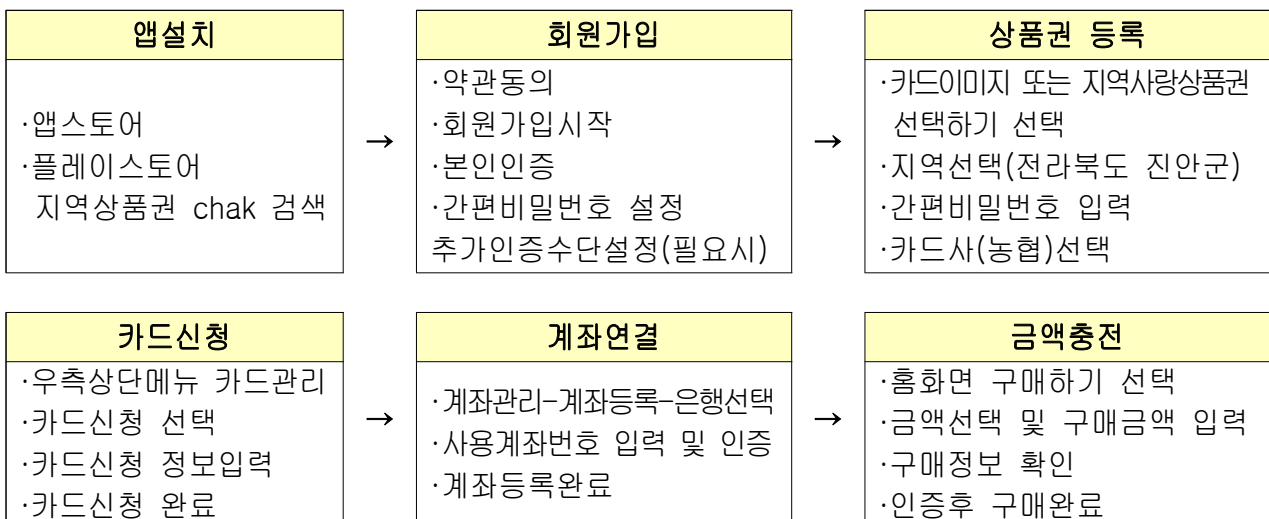 앱설치
·앱스토어
·플레이스토어
지역상품권 chak 검색
→
회원가입
·약관동의
·회원가입시작
·본인인증
·간편비밀번호 설정
추가인증수단설정(필요시)
→
상품권 등록
·카드이미지 또는 지역사랑상품권
선택하기 선택
·지역선택(전라북도 진안군)
·간편비밀번호 입력
·카드사(농협)선택
카드신청
·우측상단메뉴 카드관리
·카드신청 선택
·카드신청 정보입력
·카드신청 완료
→
계좌연결
·계좌관리-계좌등록-은행선택
·사용계좌번호 입력 및 인증
·계좌등록완료
→
금액충전
·홈화면 구매하기 선택
·금액선택 및 구매금액 입력
·구매정보 확인
·인증후 구매완료